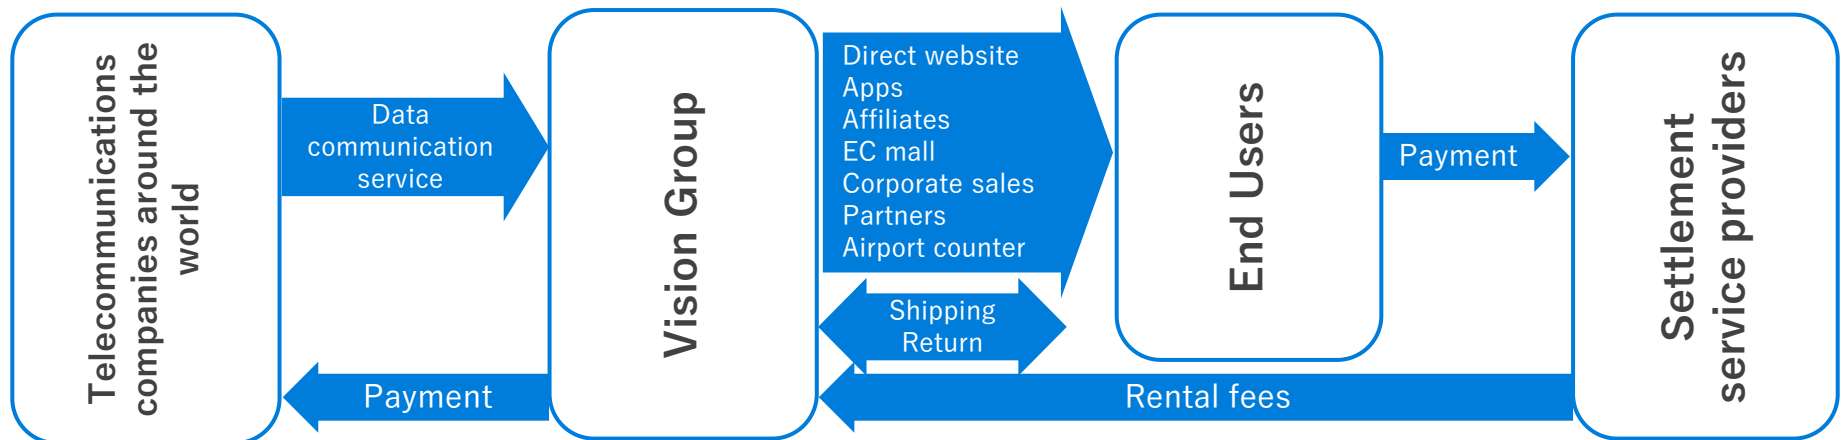 Telecommunications
companies around the
world
Data
communication
service
Payment
Vision Group
Direct website
Apps
Affiliates
EC mall
Corporate sales
Partners
Airport counter
Shipping
Return
End Users
Payment
Rental fees
Settlement
service providers